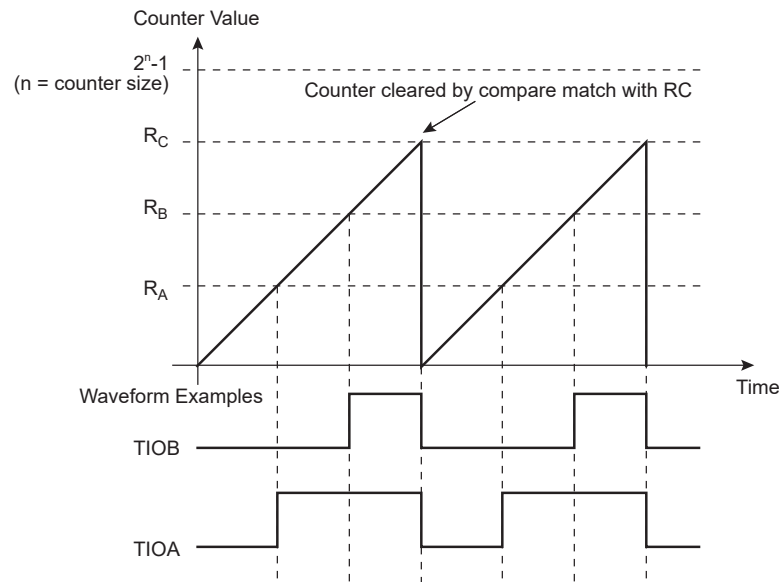 Counter Value
2ⁿ-1
(n = counter size)
Counter cleared by compare match with RC
R_C
R_B
R_A
Time
Waveform Examples
TIOB
TIOA